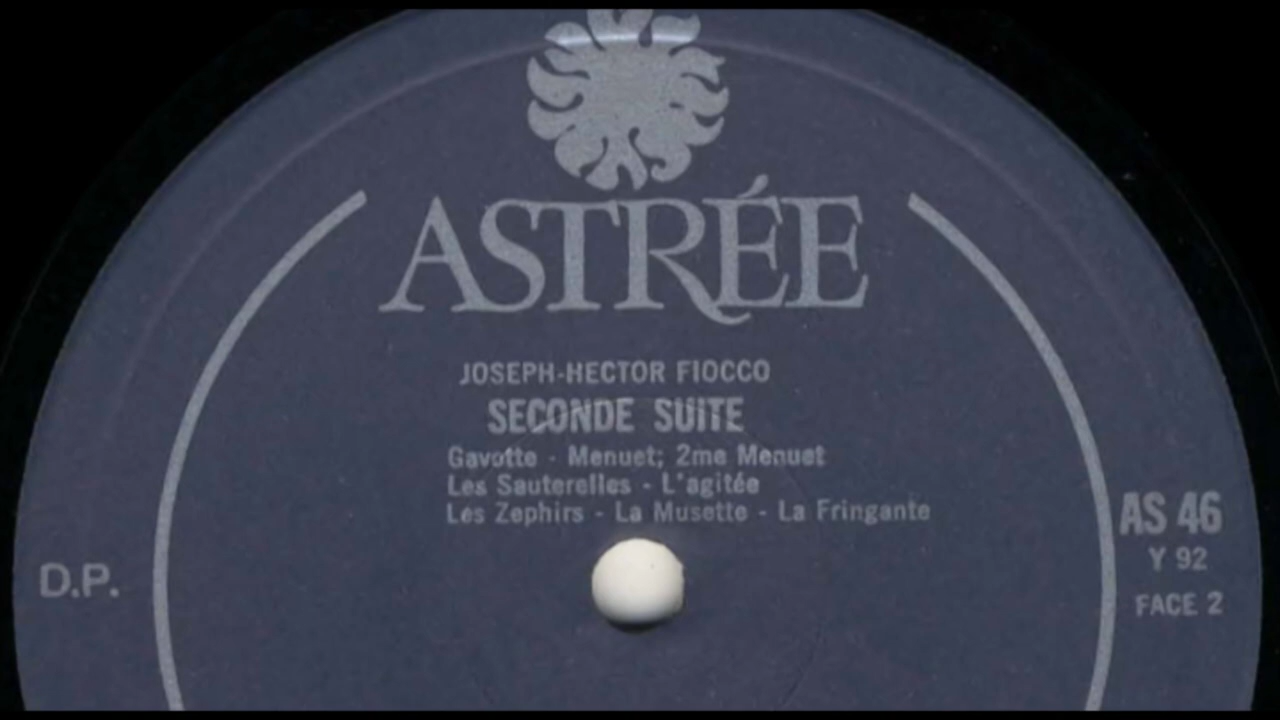 ASTRÉE
JOSEPH-HECTOR FIOCCO
SECONDE SUITE
Gavotte - Menuet; 2me Menuet
Les Sauterelles - L'agitée
Les Zephirs - La Musette - La Fringante
AS 46
Y 92
D.P.
FACE 2